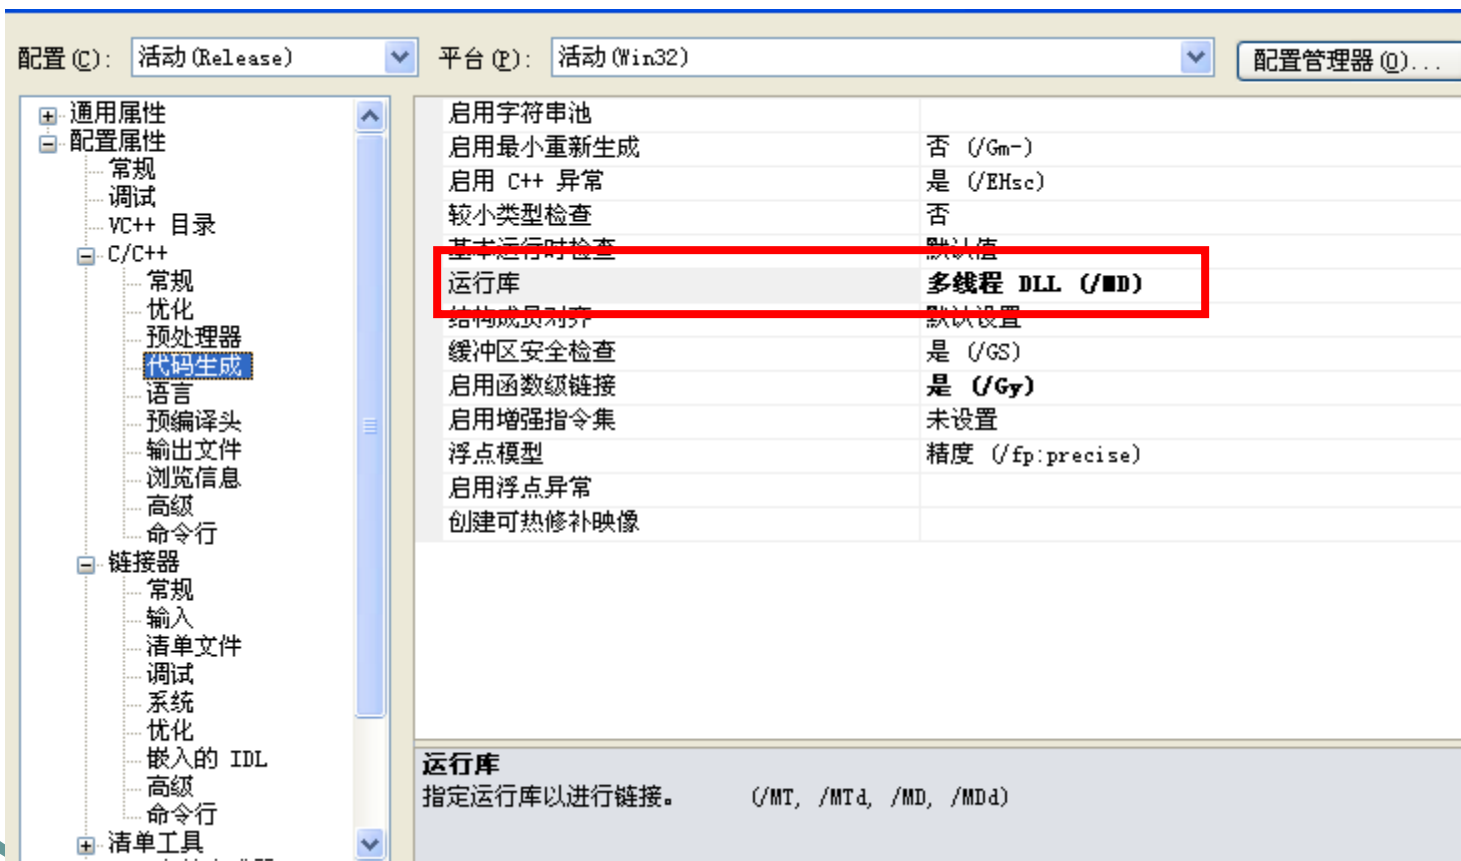 配置(C): 活动(Release) 平台(P): 活动(Win32) 配置管理器(O)...
通用属性
配置属性
常规
调试
VC++ 目录
C/C++
常规
优化
预处理器
代码生成
语言
预编译头
输出文件
浏览信息
高级
命令行
链接器
常规
输入
清单文件
调试
系统
优化
嵌入的 IDL
高级
命令行
清单工具
启用字符串池
启用最小重新生成 否 (/Gm-)
启用 C++ 异常 是 (/EHsc)
较小类型检查 否
基本运行时检查 默认值
运行库 多线程 DLL (/MD)
结构成员对齐 默认设置
缓冲区安全检查 是 (/GS)
启用函数级链接 是 (/Gy)
启用增强指令集 未设置
浮点模型 精度 (/fp:precise)
启用浮点异常
创建可热修补映像
运行库
指定运行库以进行链接。 (/MT, /MTd, /MD, /MDd)